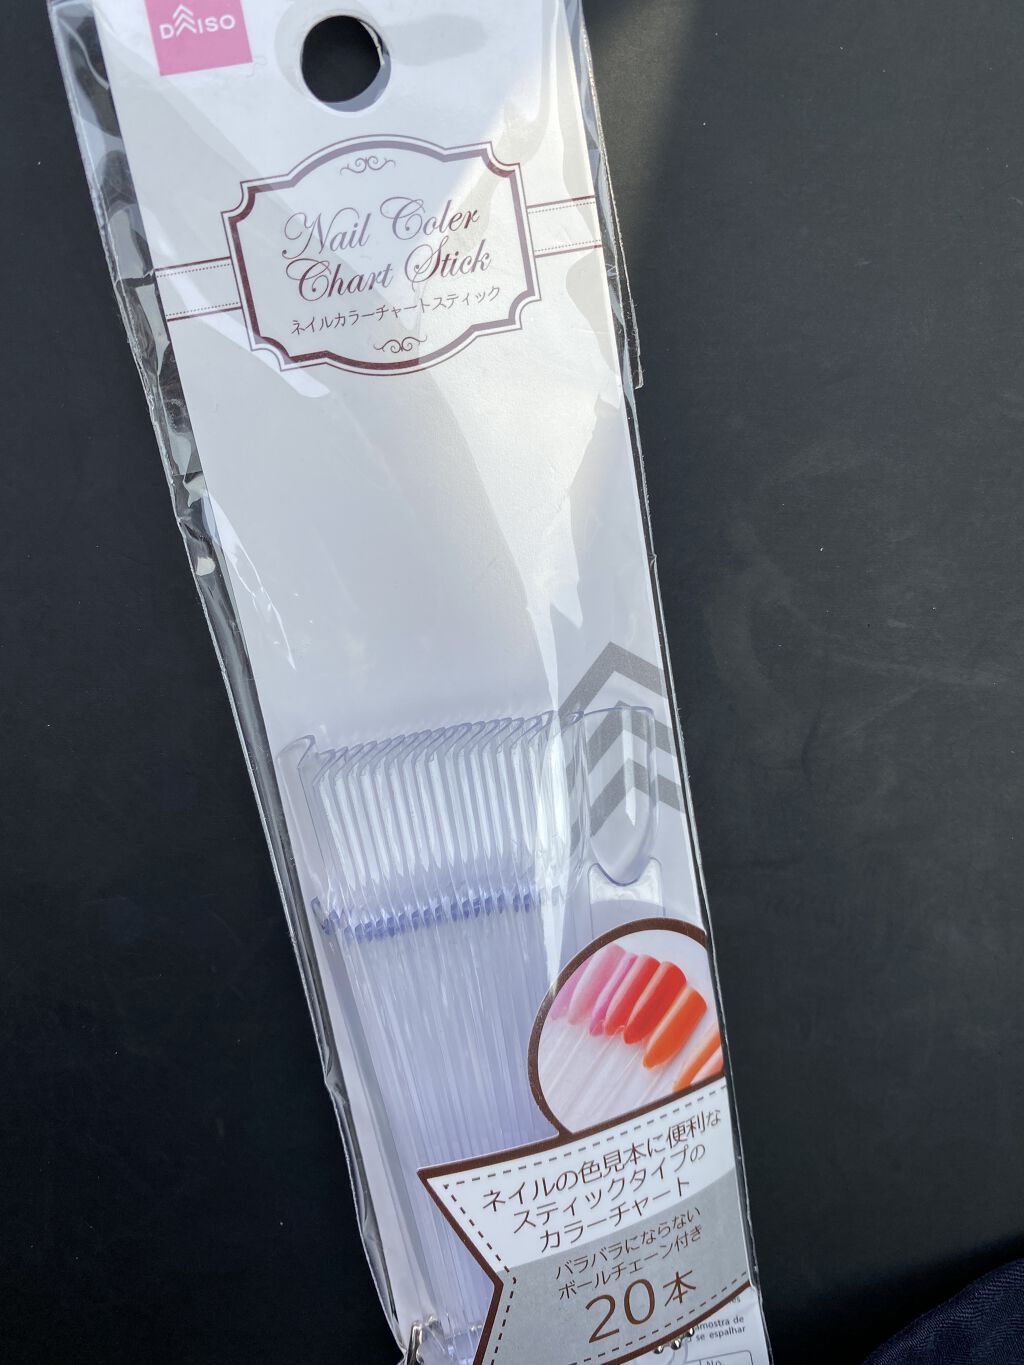 DAISO
Nail Coler
Chart Stick
ネイルカラーチャートスティック
ネイルの色見本に便利な
スティックタイプの
カラーチャート
バラバラにならない
ボールチェーン付き
20本
se espalhar